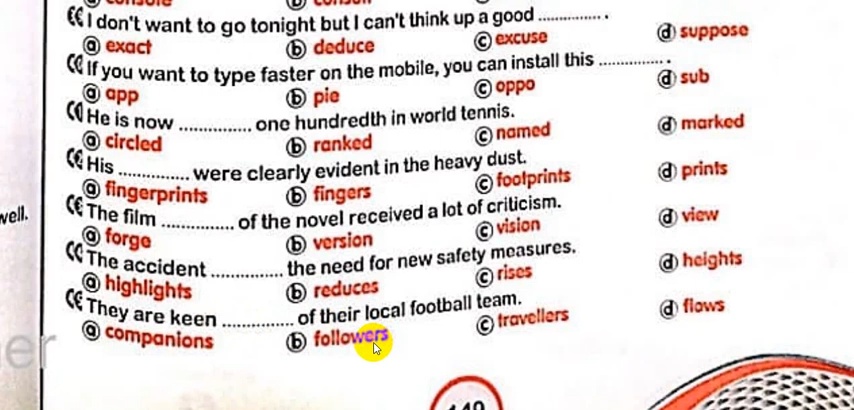 I don't want to go tonight but I can't think up a good ............... .
ⓐ exact ⓑ deduce ⓒ excuse ⓓ suppose
If you want to type faster on the mobile, you can install this ............... .
ⓐ app ⓑ pie ⓒ oppo ⓓ sub
He is now ............... one hundredth in world tennis.
ⓐ circled ⓑ ranked ⓒ named ⓓ marked
His ............... were clearly evident in the heavy dust.
ⓐ fingerprints ⓑ fingers ⓒ footprints ⓓ prints
well.
The film ............... of the novel received a lot of criticism.
ⓐ forge ⓑ version ⓒ vision ⓓ view
The accident ............... the need for new safety measures.
ⓐ highlights ⓑ reduces ⓒ rises ⓓ heights
They are keen ............... of their local football team.
ⓐ companions ⓑ followers ⓒ travellers ⓓ flows